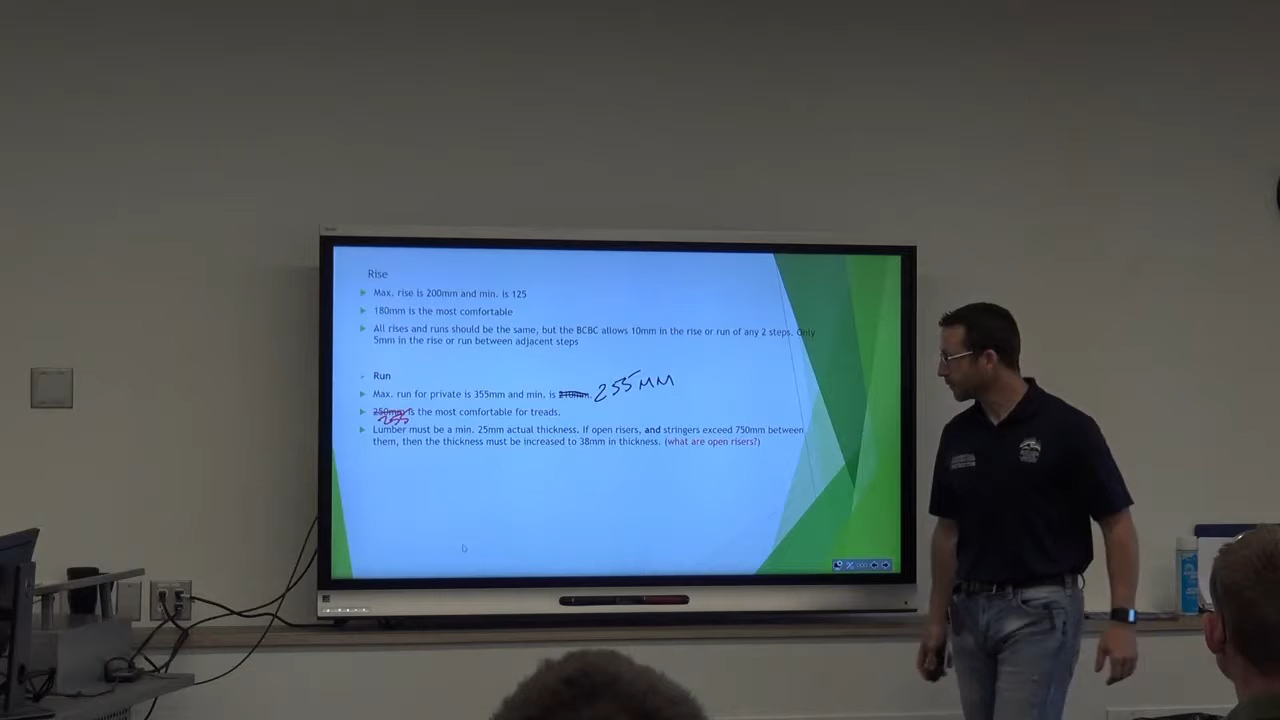 Rise
Max. rise is 200mm and min. is 125
180mm is the most comfortable
All rises and runs should be the same, but the BCBC allows 10mm in the rise or run of any 2 steps. Only
5mm in the rise or run between adjacent steps
Run
Max. run for private is 355mm and min. is 210mm. 255MM
250mm is the most comfortable for treads.
Lumber must be a min. 25mm actual thickness. If open risers, and stringers exceed 750mm between
them, then the thickness must be increased to 38mm in thickness. (what are open risers?)